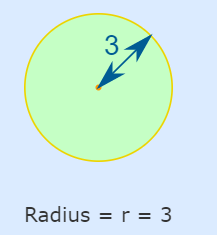 3
Radius = r = 3